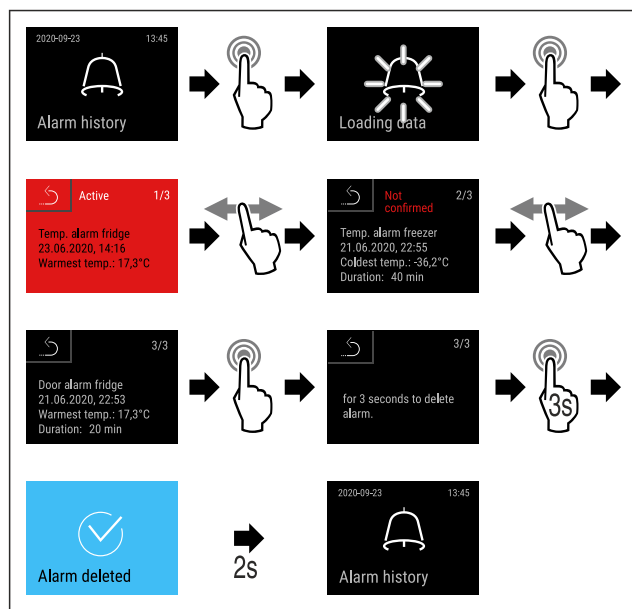 2020-09-23 13:45
Alarm history
Loading data
Active 1/3
Temp. alarm fridge
23.06.2020, 14:16
Warmest temp.: 17,3°C
Not
confirmed
2/3
Temp. alarm freezer
21.06.2020, 22:55
Coldest temp.: -36,2°C
Duration: 40 min
3/3
Door alarm fridge
21.06.2020, 22:53
Warmest temp.: 17,3°C
Duration: 20 min
3/3
for 3 seconds to delete
alarm.
3s
Alarm deleted
2s
2020-09-23 13:45
Alarm history